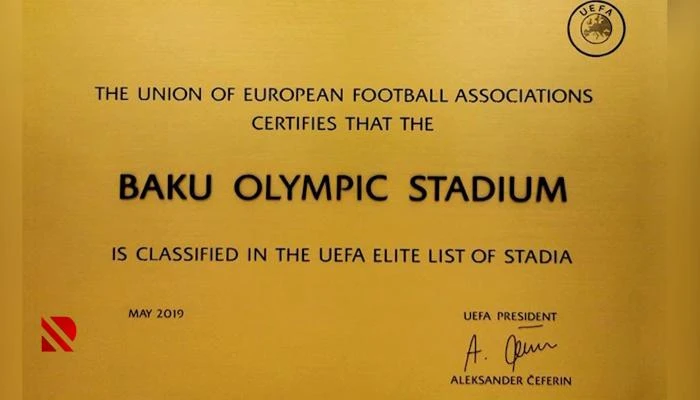 UEFA
THE UNION OF EUROPEAN FOOTBALL ASSOCIATIONS
CERTIFIES THAT THE
BAKU OLYMPIC STADIUM
IS CLASSIFIED IN THE UEFA ELITE LIST OF STADIA
MAY 2019
UEFA PRESIDENT
A. Čeferin
ALEKSANDER ČEFERIN